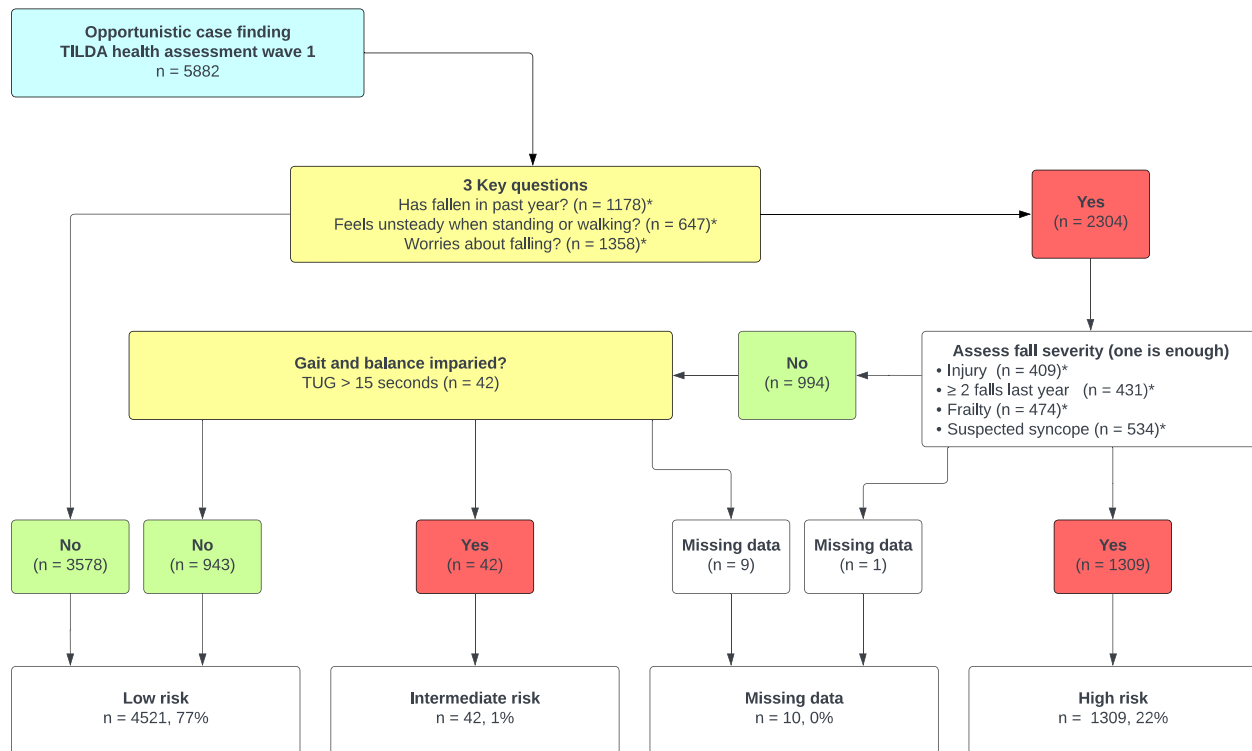 Opportunistic case finding
TILDA health assessment wave 1
n = 5882
3 Key questions
Has fallen in past year? (n = 1178)*
Feels unsteady when standing or walking? (n = 647)*
Worries about falling? (n = 1358)*
Yes
(n = 2304)
Gait and balance imparied?
TUG > 15 seconds (n = 42)
No
(n = 994)
Assess fall severity (one is enough)
• Injury (n = 409)*
• ≥ 2 falls last year (n = 431)*
• Frailty (n = 474)*
• Suspected syncope (n = 534)*
No
(n = 3578)
No
(n = 943)
Yes
(n = 42)
Missing data
(n = 9)
Missing data
(n = 1)
Yes
(n = 1309)
Low risk
n = 4521, 77%
Intermediate risk
n = 42, 1%
Missing data
n = 10, 0%
High risk
n = 1309, 22%